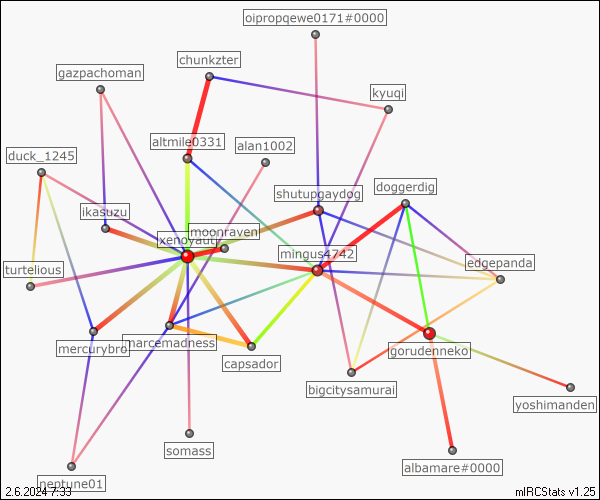 oipropqewe0171#0000
chunkzter
gazpachoman
kyuqi
altmile0331
alan1002
duck_1245
shutupgaydog
doggerdig
ikasuzu
moonraven
xenoyautj
mingus4742
turtelious
edgepanda
mercurybro
marcemadness
capsador
gorudenneko
bigcitysamurai
yoshimanden
somass
albamare#0000
neptune01
2.6.2024 7:33
mIRCStats v1.25